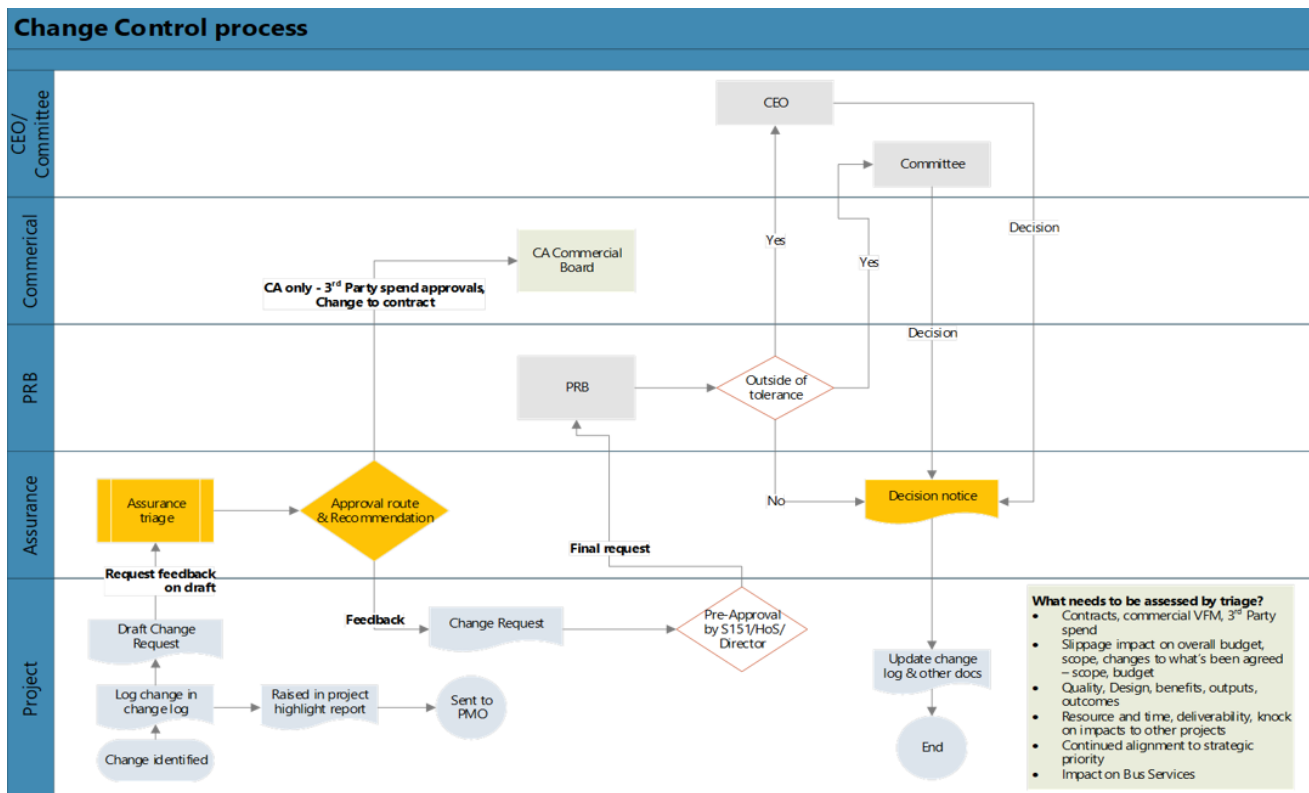 Change Control process
CEO/
Committee
CEO
Committee
Decision
Yes
Yes
Commerical
CA Commercial
Board
CA only - 3rd Party spend approvals,
Change to contract
Decision
PRB
PRB
Outside of
tolerance
Assurance
Assurance
triage
Approval route
& Recommendation
No
Decision notice
Final request
Request feedback
on draft
Project
Feedback
Change Request
Pre-Approval
by S151/HoS/
Director
Draft Change
Request
Log change in
change log
Raised in project
highlight report
Sent to
PMO
Change identified
Update change
log & other docs
End
What needs to be assessed by triage?
• Contracts, commercial VFM, 3rd Party
spend
• Slippage impact on overall budget,
scope, changes to what's been agreed
– scope, budget
• Quality, Design, benefits, outputs,
outcomes
• Resource and time, deliverability, knock
on impacts to other projects
• Continued alignment to strategic
priority
• Impact on Bus Services